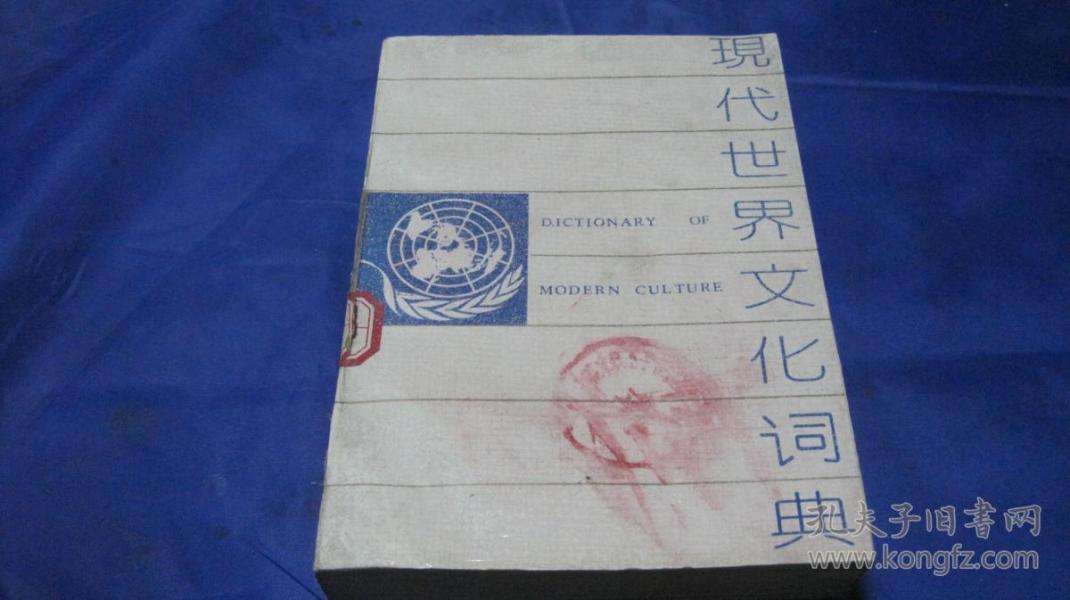 現代世界文化词典
DICTIONARY OF
MODERN CULTURE
孔夫子旧書网
www.kongfz.com